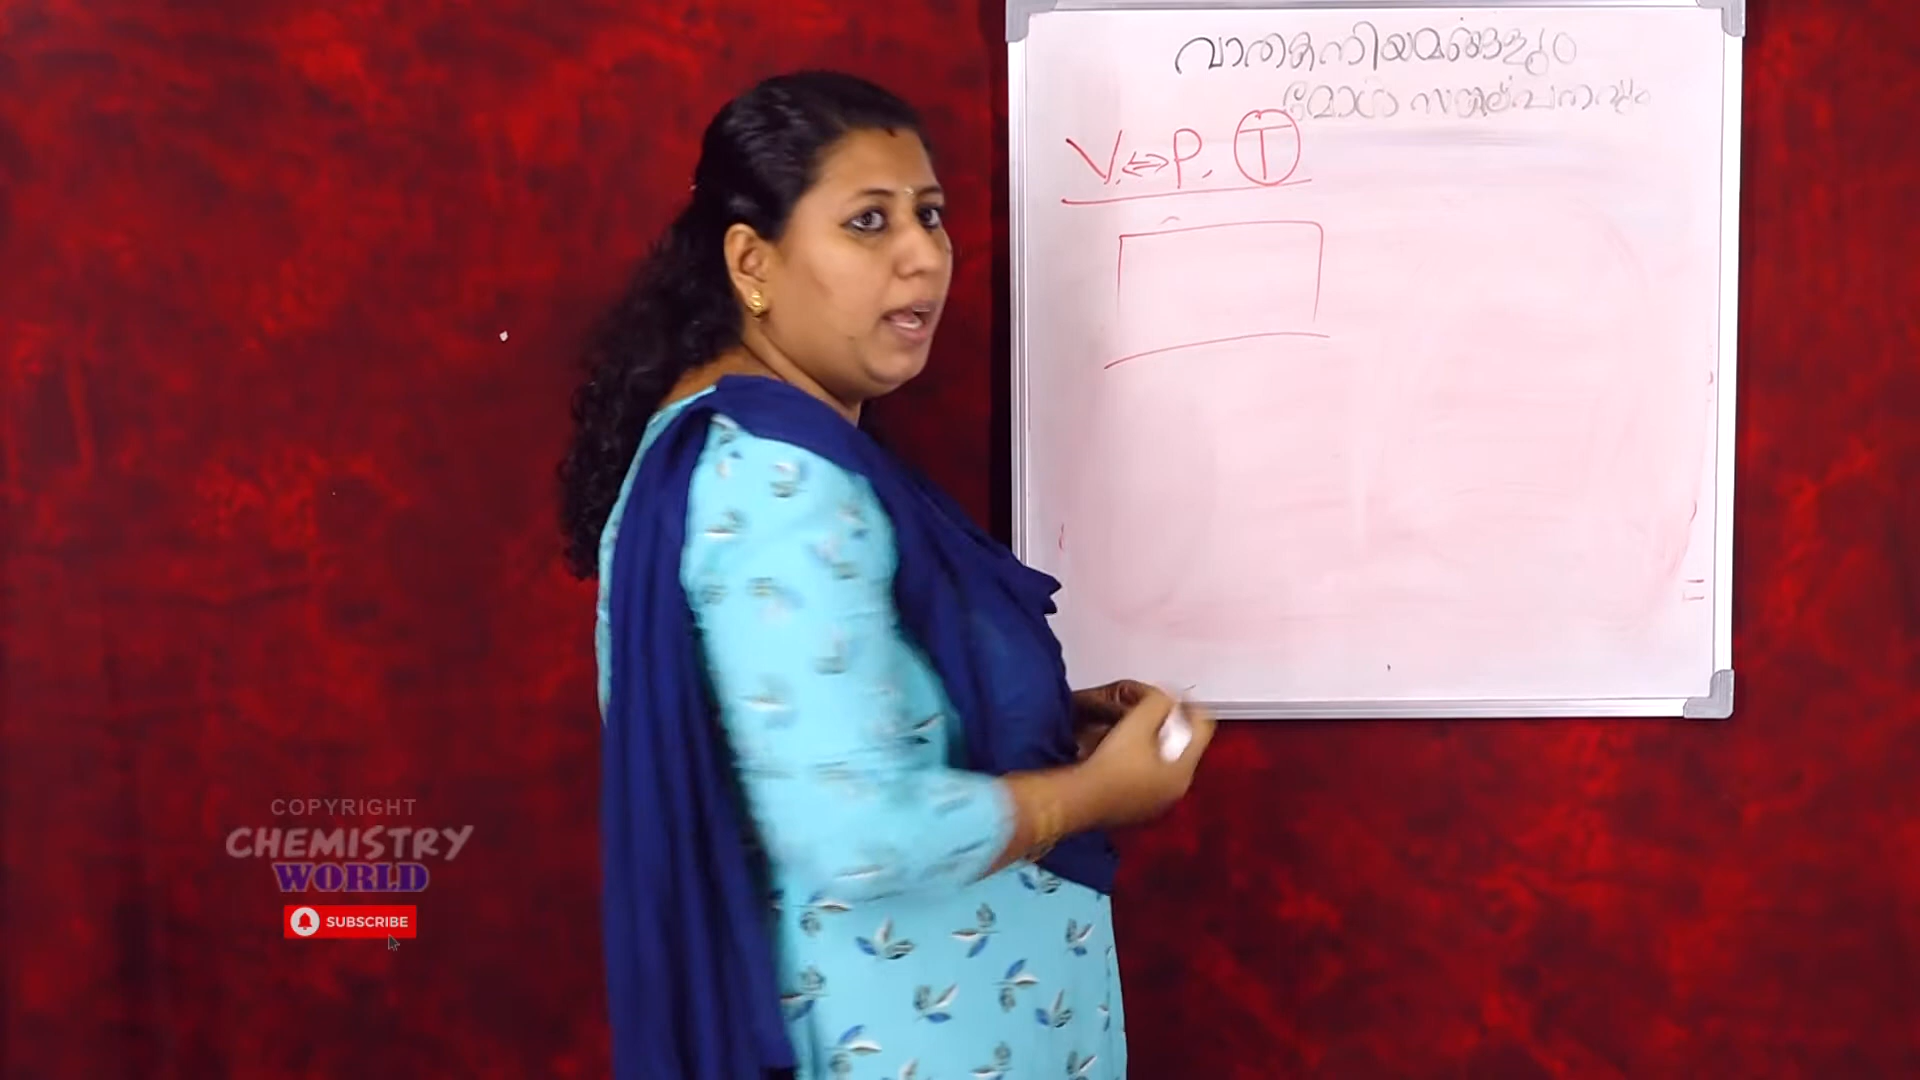 വാതകനിയമങ്ങളും
മോൾ സങ്കല്പനവും
V. ⇔ P. T
COPYRIGHT
CHEMISTRY
WORLD
SUBSCRIBE